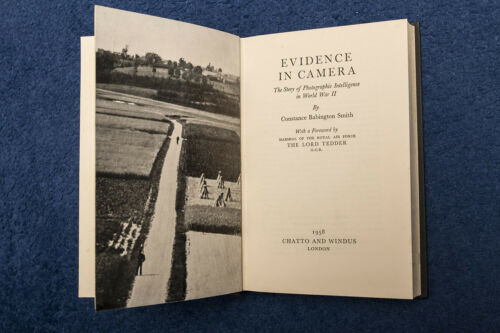 EVIDENCE
IN CAMERA
The Story of Photographic Intelligence
in World War II
By
Constance Babington Smith
With a Foreword by
MARSHAL OF THE ROYAL AIR FORCE
THE LORD TEDDER
G.C.B.
1958
CHATTO AND WINDUS
LONDON